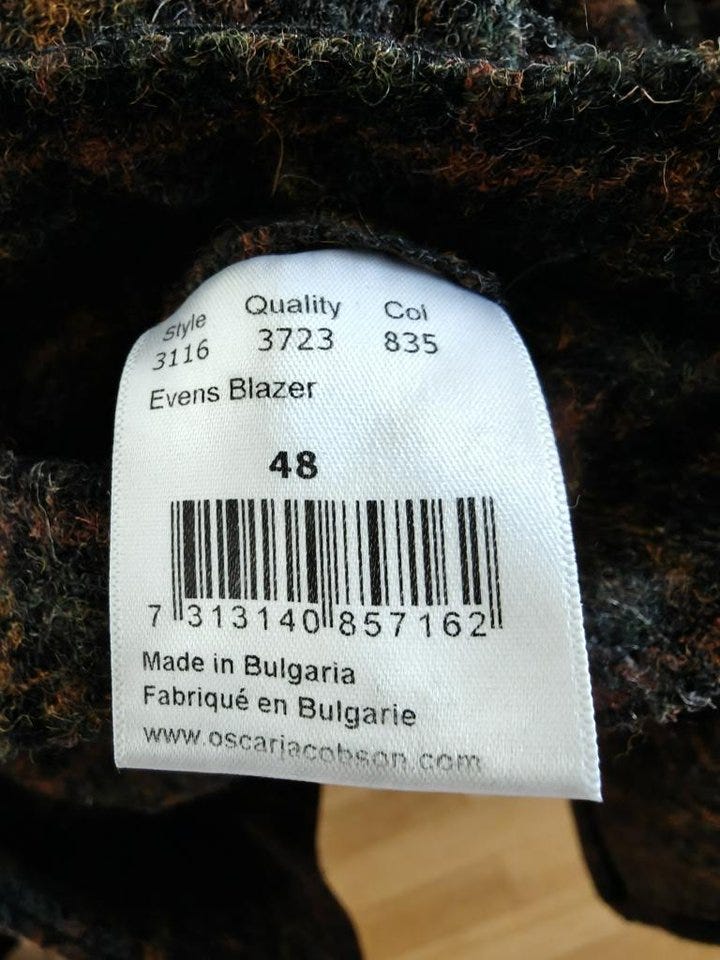 Style Quality Col
3116 3723 835
Evens Blazer
48
7 313140 857162
Made in Bulgaria
Fabriqué en Bulgarie
www.oscarjacobson.com